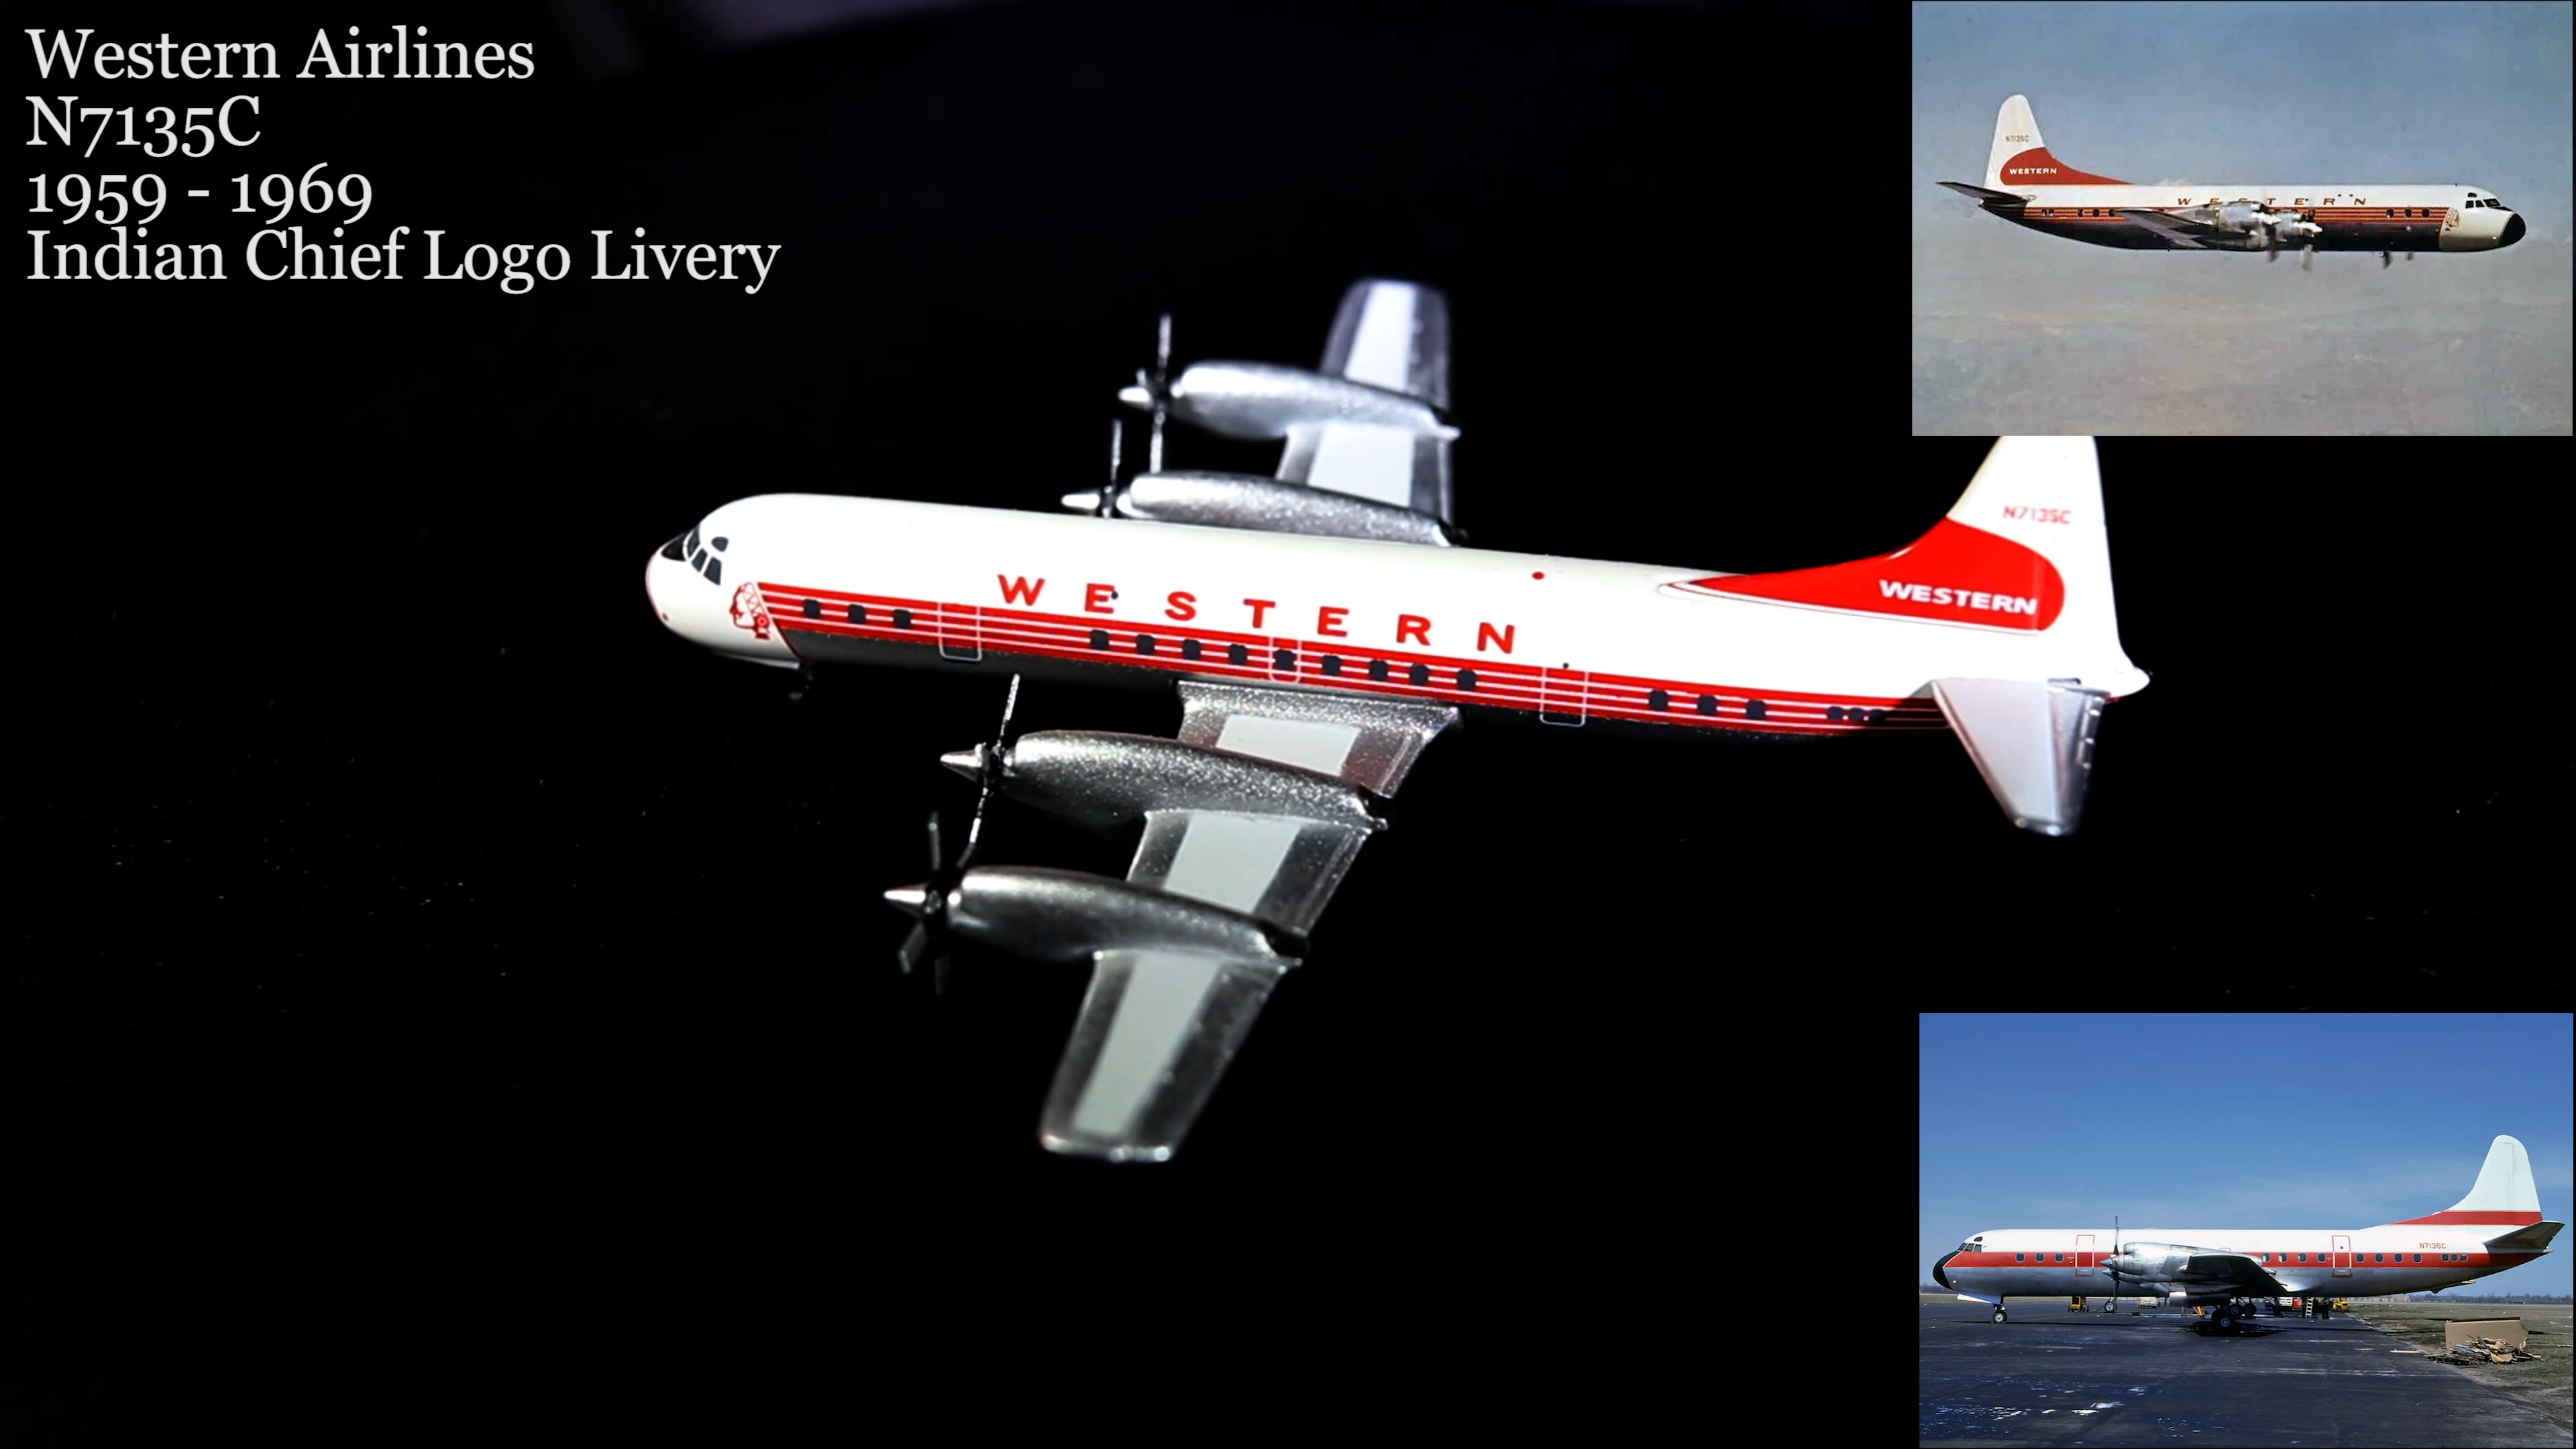 Western Airlines
N7135C
1959 - 1969
Indian Chief Logo Livery
N7135C
WESTERN
WESTERN
N7135C
WESTERN
WESTERN
N7135C